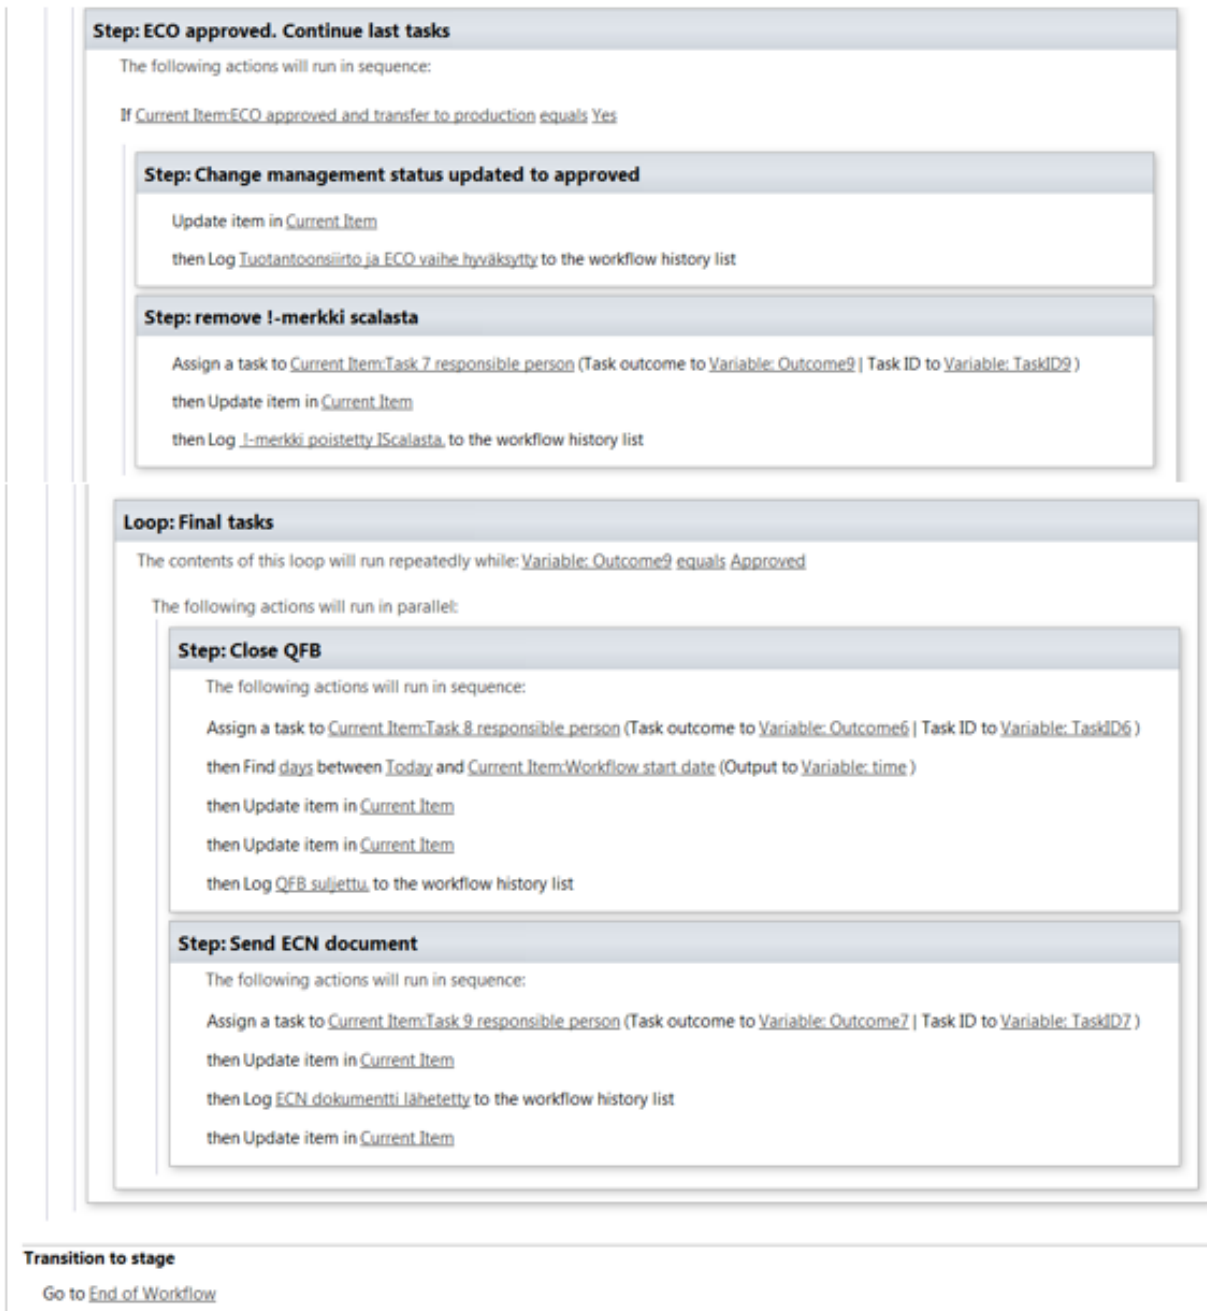 Step: ECO approved. Continue last tasks
The following actions will run in sequence:
If Current Item:ECO approved and transfer to production equals Yes
Step: Change management status updated to approved
Update item in Current Item
then Log Tuotantoonsiirto ja ECO vaihe hyväksytty to the workflow history list
Step: remove !-merkki scalasta
Assign a task to Current Item:Task 7 responsible person (Task outcome to Variable: Outcome9 | Task ID to Variable: TaskID9 )
then Update item in Current Item
then Log !-merkki poistetty IScalasta. to the workflow history list
Loop: Final tasks
The contents of this loop will run repeatedly while: Variable: Outcome9 equals Approved
The following actions will run in parallel:
Step: Close QFB
The following actions will run in sequence:
Assign a task to Current Item:Task 8 responsible person (Task outcome to Variable: Outcome6 | Task ID to Variable: TaskID6 )
then Find days between Today and Current Item:Workflow start date (Output to Variable: time )
then Update item in Current Item
then Update item in Current Item
then Log QFB suljettu. to the workflow history list
Step: Send ECN document
The following actions will run in sequence:
Assign a task to Current Item:Task 9 responsible person (Task outcome to Variable: Outcome7 | Task ID to Variable: TaskID7 )
then Update item in Current Item
then Log ECN dokumentti lähetetty to the workflow history list
then Update item in Current Item
Transition to stage
Go to End of Workflow